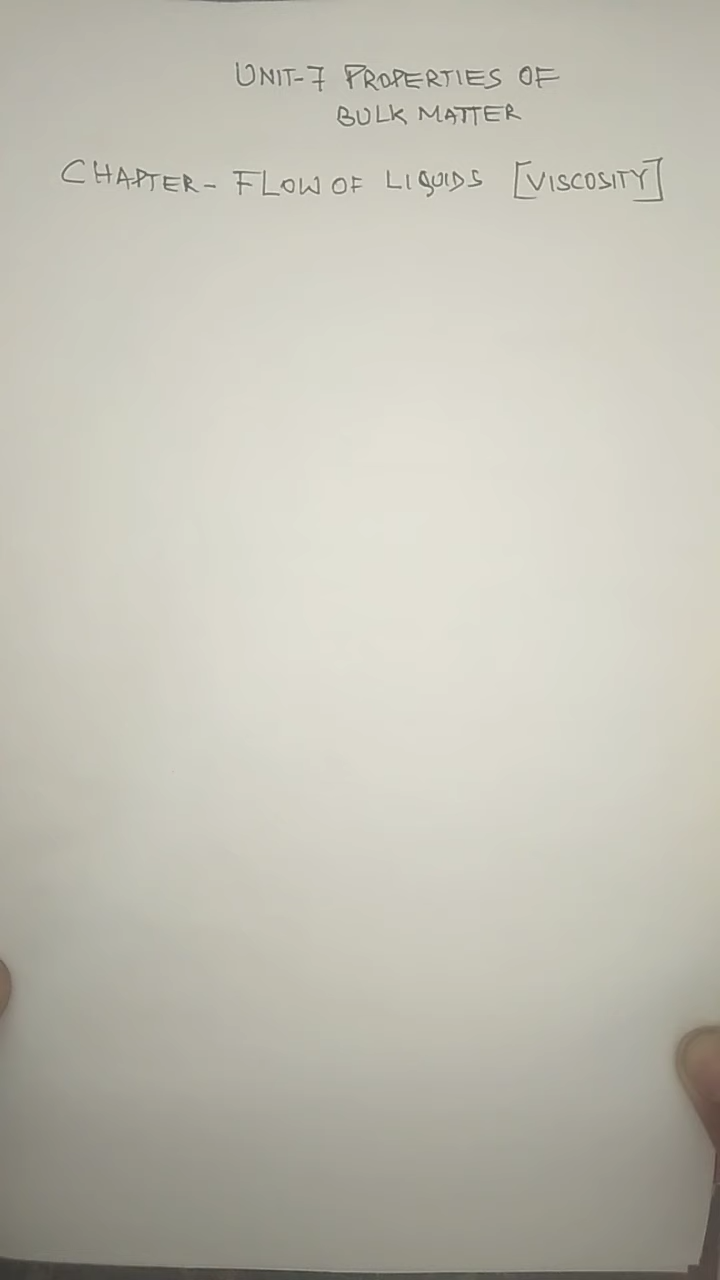 UNIT-7 PROPERTIES OF
BULK MATTER
CHAPTER- FLOW OF LIQUIDS [VISCOSITY]